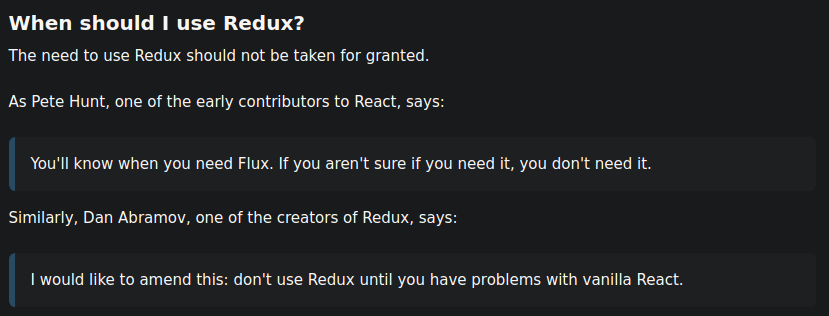 When should I use Redux?
The need to use Redux should not be taken for granted.
As Pete Hunt, one of the early contributors to React, says:
You'll know when you need Flux. If you aren't sure if you need it, you don't need it.
Similarly, Dan Abramov, one of the creators of Redux, says:
I would like to amend this: don't use Redux until you have problems with vanilla React.